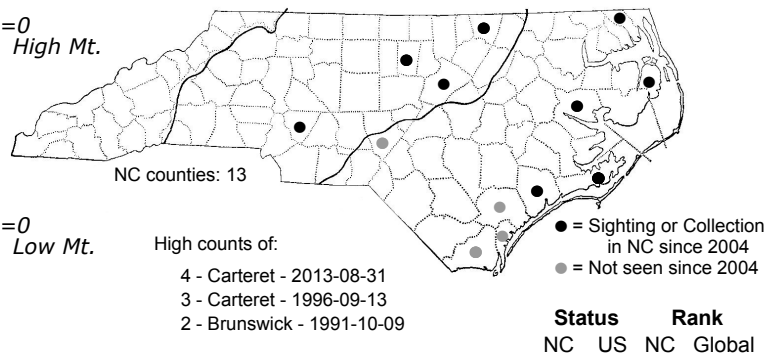 =0
High Mt.
NC counties: 13
=0
Low Mt.
High counts of:
4 - Carteret - 2013-08-31
3 - Carteret - 1996-09-13
2 - Brunswick - 1991-10-09
● = Sighting or Collection
in NC since 2004
● = Not seen since 2004
Status Rank
NC US NC Global